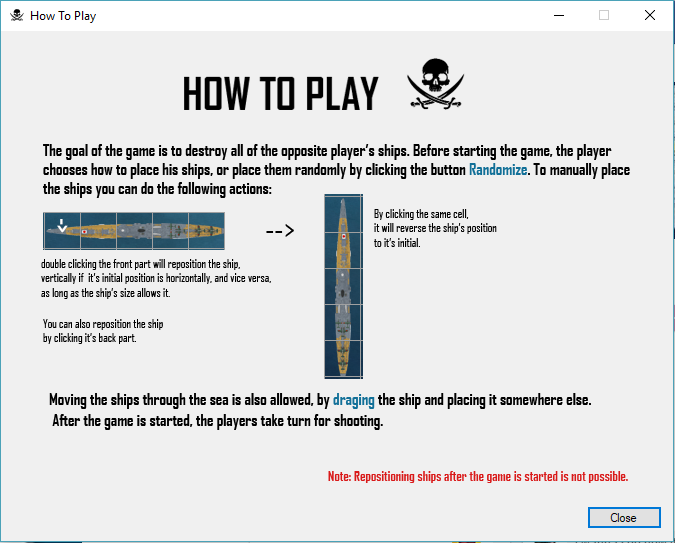 How To Play
HOW TO PLAY
The goal of the game is to destroy all of the opposite player's ships. Before starting the game, the player
chooses how to place his ships, or place them randomly by clicking the button Randomize. To manually place
the ships you can do the following actions:
-->
By clicking the same cell,
it will reverse the ship's position
to it's initial.
double clicking the front part will reposition the ship,
vertically if it's initial position is horizontally, and vice versa,
as long as the ship's size allows it.
You can also reposition the ship
by clicking it's back part.
Moving the ships through the sea is also allowed, by draging the ship and placing it somewhere else.
After the game is started, the players take turn for shooting.
Note: Repositioning ships after the game is started is not possible.
Close